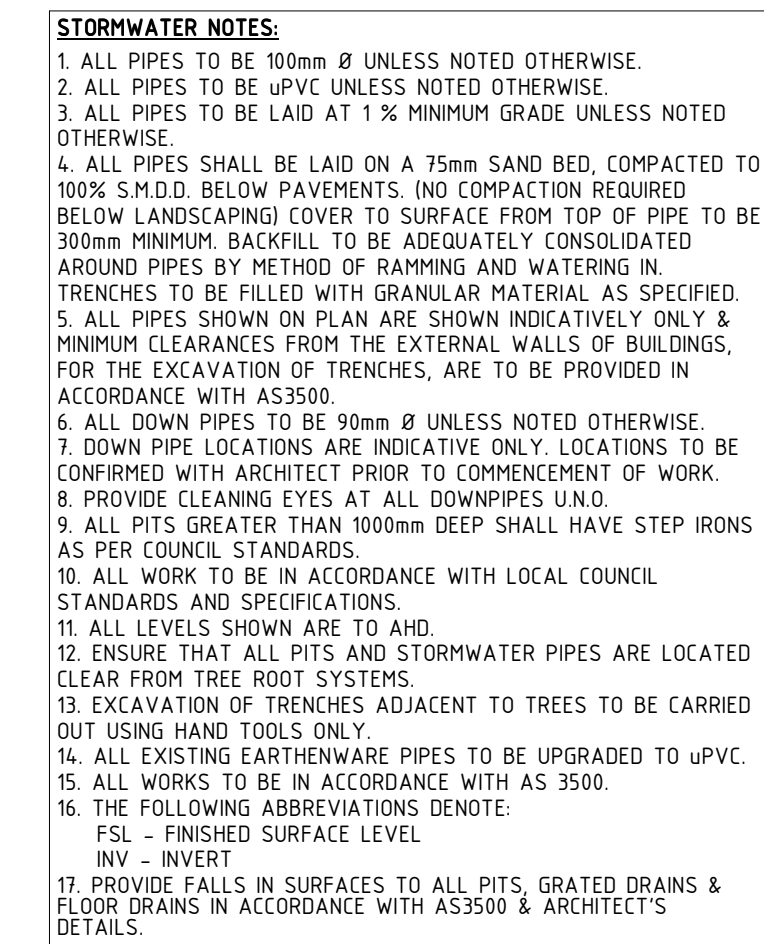 STORMWATER NOTES:
1. ALL PIPES TO BE 100mm Ø UNLESS NOTED OTHERWISE.
2. ALL PIPES TO BE uPVC UNLESS NOTED OTHERWISE.
3. ALL PIPES TO BE LAID AT 1 % MINIMUM GRADE UNLESS NOTED
OTHERWISE.
4. ALL PIPES SHALL BE LAID ON A 75mm SAND BED, COMPACTED TO
100% S.M.D.D. BELOW PAVEMENTS. (NO COMPACTION REQUIRED
BELOW LANDSCAPING) COVER TO SURFACE FROM TOP OF PIPE TO BE
300mm MINIMUM. BACKFILL TO BE ADEQUATELY CONSOLIDATED
AROUND PIPES BY METHOD OF RAMMING AND WATERING IN.
TRENCHES TO BE FILLED WITH GRANULAR MATERIAL AS SPECIFIED.
5. ALL PIPES SHOWN ON PLAN ARE SHOWN INDICATIVELY ONLY &
MINIMUM CLEARANCES FROM THE EXTERNAL WALLS OF BUILDINGS,
FOR THE EXCAVATION OF TRENCHES, ARE TO BE PROVIDED IN
ACCORDANCE WITH AS3500.
6. ALL DOWN PIPES TO BE 90mm Ø UNLESS NOTED OTHERWISE.
7. DOWN PIPE LOCATIONS ARE INDICATIVE ONLY. LOCATIONS TO BE
CONFIRMED WITH ARCHITECT PRIOR TO COMMENCEMENT OF WORK.
8. PROVIDE CLEANING EYES AT ALL DOWNPIPES U.N.O.
9. ALL PITS GREATER THAN 1000mm DEEP SHALL HAVE STEP IRONS
AS PER COUNCIL STANDARDS.
10. ALL WORK TO BE IN ACCORDANCE WITH LOCAL COUNCIL
STANDARDS AND SPECIFICATIONS.
11. ALL LEVELS SHOWN ARE TO AHD.
12. ENSURE THAT ALL PITS AND STORMWATER PIPES ARE LOCATED
CLEAR FROM TREE ROOT SYSTEMS.
13. EXCAVATION OF TRENCHES ADJACENT TO TREES TO BE CARRIED
OUT USING HAND TOOLS ONLY.
14. ALL EXISTING EARTHENWARE PIPES TO BE UPGRADED TO uPVC.
15. ALL WORKS TO BE IN ACCORDANCE WITH AS 3500.
16. THE FOLLOWING ABBREVIATIONS DENOTE:
FSL - FINISHED SURFACE LEVEL
INV - INVERT
17. PROVIDE FALLS IN SURFACES TO ALL PITS, GRATED DRAINS &
FLOOR DRAINS IN ACCORDANCE WITH AS3500 & ARCHITECT'S
DETAILS.